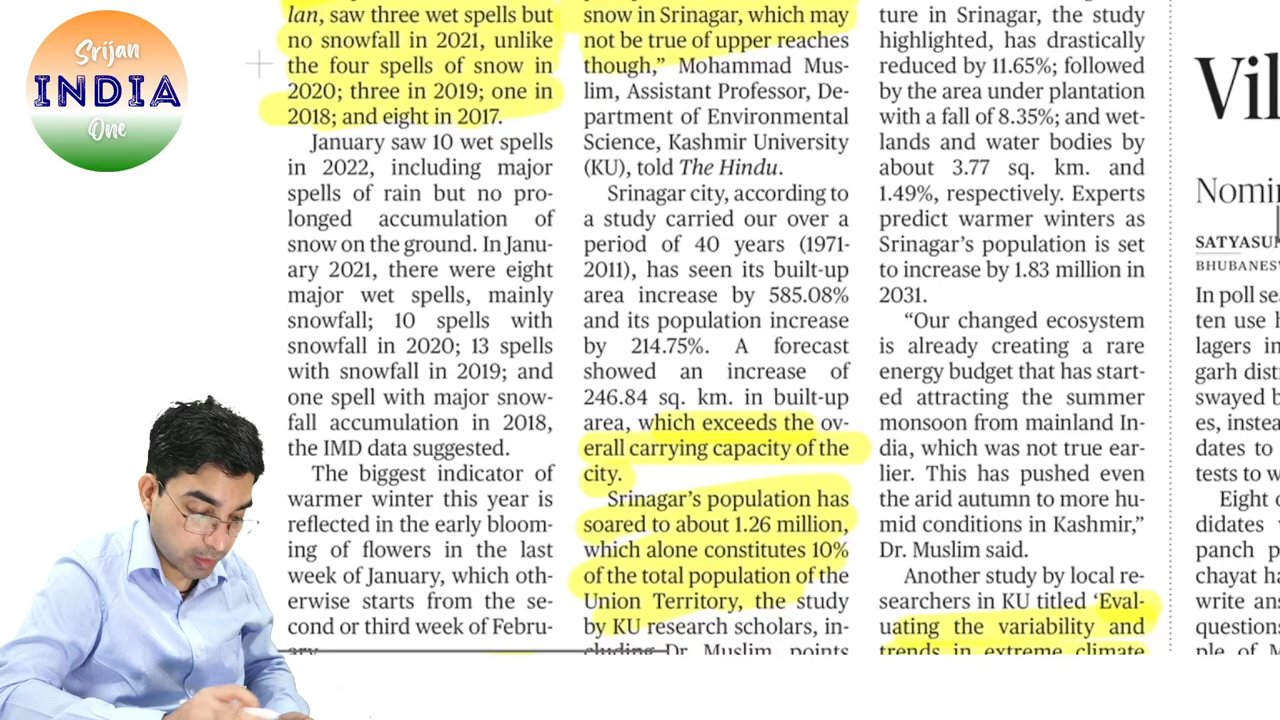 Srijan
INDIA
One
lan, saw three wet spells but
no snowfall in 2021, unlike
the four spells of snow in
2020; three in 2019; one in
2018; and eight in 2017.
January saw 10 wet spells
in 2022, including major
spells of rain but no pro-
longed accumulation of
snow on the ground. In Janu-
ary 2021, there were eight
major wet spells, mainly
snowfall; 10 spells with
snowfall in 2020; 13 spells
with snowfall in 2019; and
one spell with major snow-
fall accumulation in 2018,
the IMD data suggested.
The biggest indicator of
warmer winter this year is
reflected in the early bloom-
ing of flowers in the last
week of January, which oth-
erwise starts from the se-
cond or third week of Febru-
ary.
snow in Srinagar, which may
not be true of upper reaches
though,” Mohammad Mus-
lim, Assistant Professor, De-
partment of Environmental
Science, Kashmir University
(KU), told The Hindu.
Srinagar city, according to
a study carried our over a
period of 40 years (1971-
2011), has seen its built-up
area increase by 585.08%
and its population increase
by 214.75%. A forecast
showed an increase of
246.84 sq. km. in built-up
area, which exceeds the ov-
erall carrying capacity of the
city.
Srinagar’s population has
soared to about 1.26 million,
which alone constitutes 10%
of the total population of the
Union Territory, the study
by KU research scholars, in-
cluding Dr. Muslim, points
ture in Srinagar, the study
highlighted, has drastically
reduced by 11.65%; followed
by the area under plantation
with a fall of 8.35%; and wet-
lands and water bodies by
about 3.77 sq. km. and
1.49%, respectively. Experts
predict warmer winters as
Srinagar’s population is set
to increase by 1.83 million in
2031.
“Our changed ecosystem
is already creating a rare
energy budget that has start-
ed attracting the summer
monsoon from mainland In-
dia, which was not true ear-
lier. This has pushed even
the arid autumn to more hu-
mid conditions in Kashmir,”
Dr. Muslim said.
Another study by local re-
searchers in KU titled ‘Eval-
uating the variability and
trends in extreme climate
Vil
Nomi
SATYASU
BHUBANES
In poll se
ten use
lagers in
garh dist
swayed b
es, instea
dates to
tests to w
Eight
didates
panch p
chayat ha
write an
question
ple of M